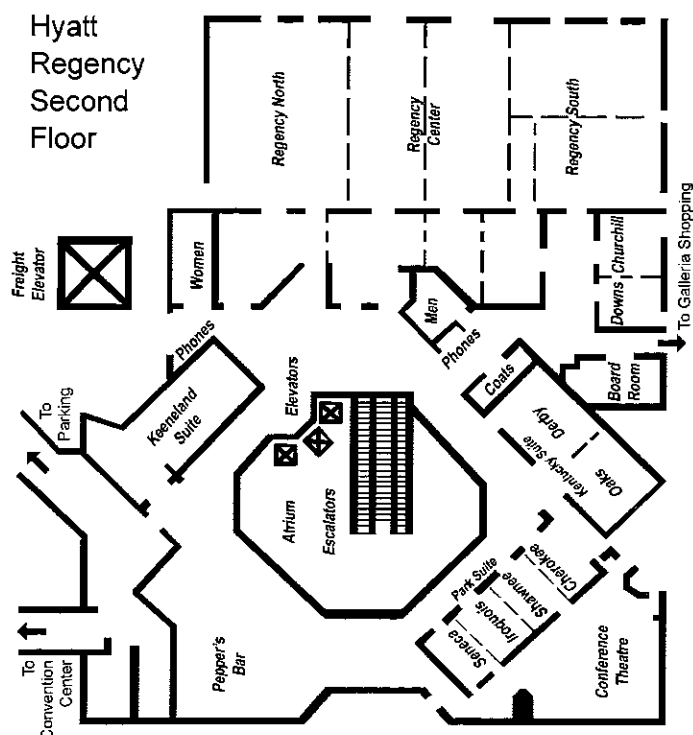 Hyatt
Regency
Second
Floor
Regency North
Regency
Center
Regency South
Freight
Elevator
Women
Downs Churchill
To Galleria Shopping
Men
Phones
Phones
Coats
Board
Room
To
Parking
Keeneland
Suite
Elevators
Derby
Kentucky Suite
Oaks
Atrium
Escalators
Park Suite
Cherokee
Shawnee
Iroquois
Seneca
To
Convention
Center
Pepper's
Bar
Conference
Theatre